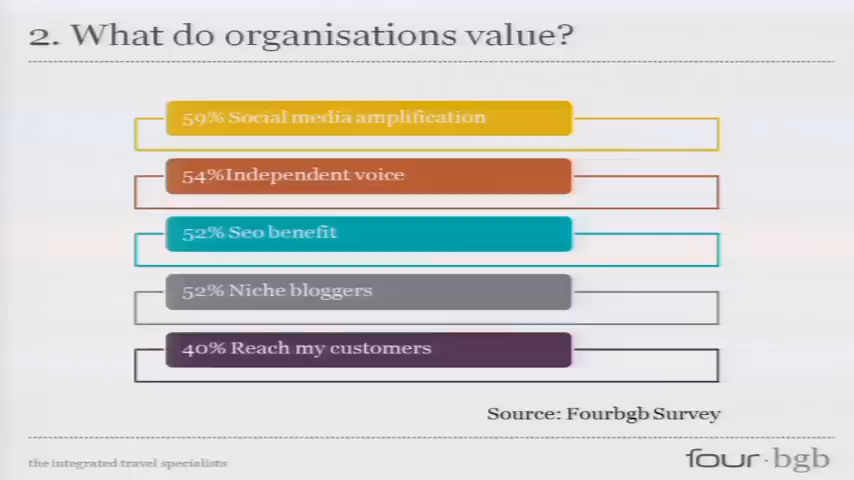 2. What do organisations value?
59% Social media amplification
54%Independent voice
52% Seo benefit
52% Niche bloggers
40% Reach my customers
Source: Fourbgb Survey
the integrated travel specialists
four·bgb